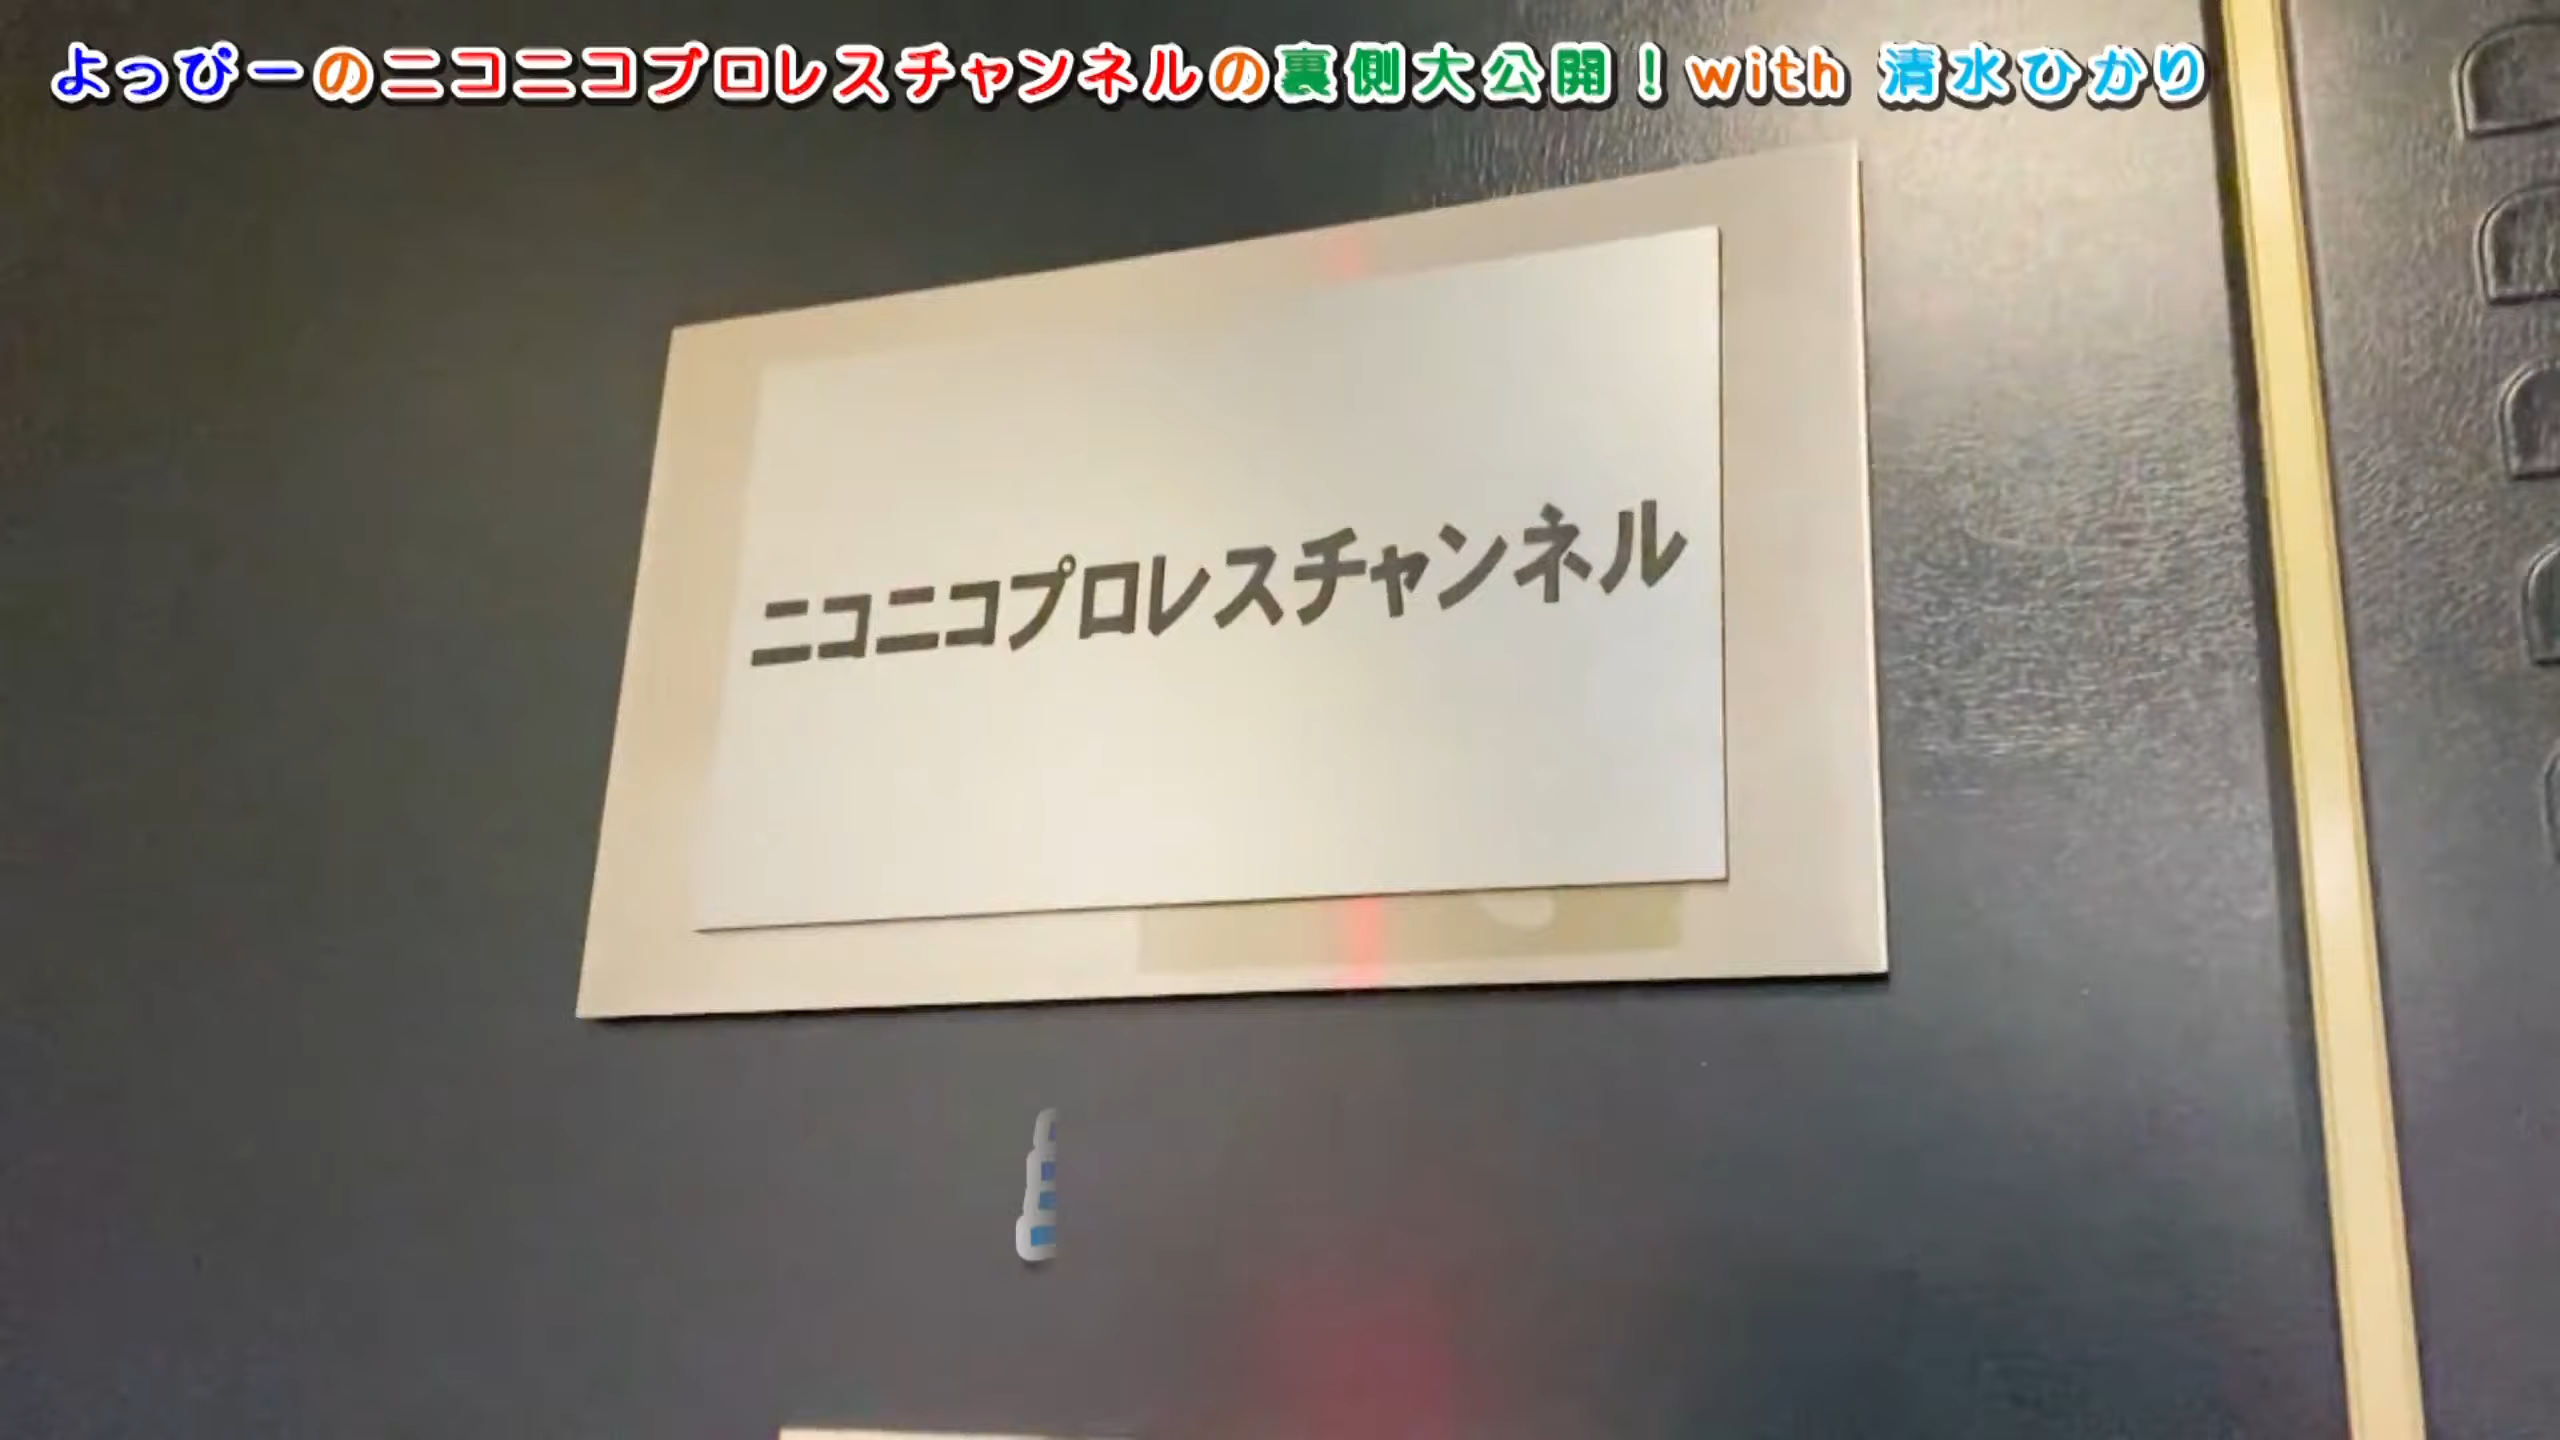 よっぴーのニコニコプロレスチャンネルの裏側大公開！with 清水ひかり
ニコニコプロレスチャンネル